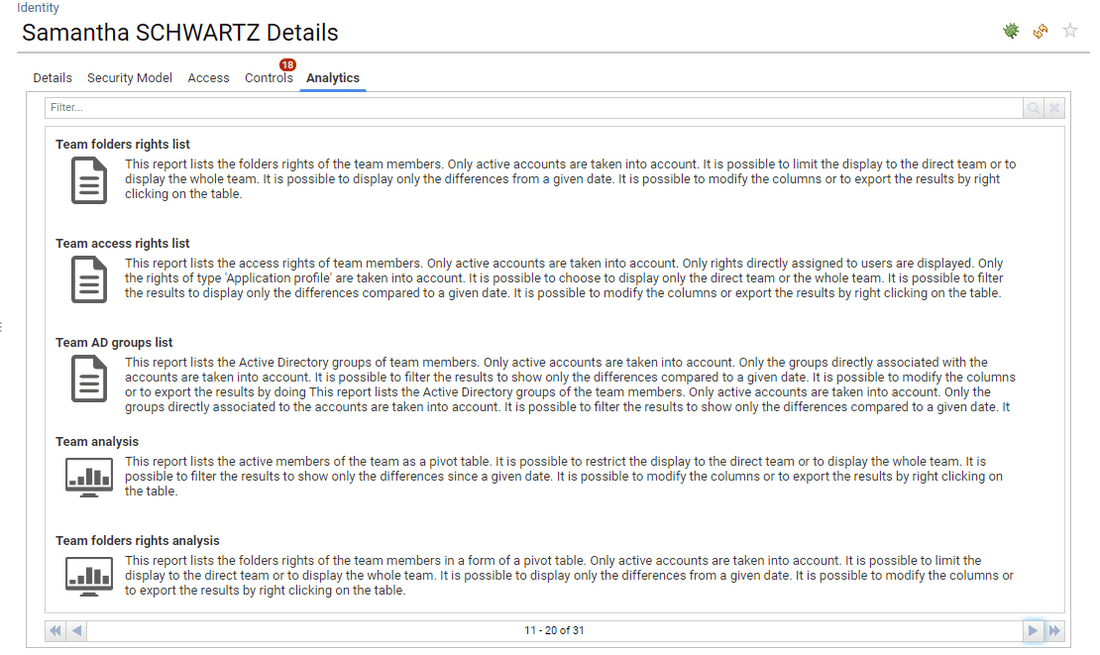 Identity
Samantha SCHWARTZ Details
Details Security Model Access Controls 18 Analytics
Filter...
Team folders rights list
This report lists the folders rights of the team members. Only active accounts are taken into account. It is possible to limit the display to the direct team or to
display the whole team. It is possible to display only the differences from a given date. It is possible to modify the columns or to export the results by right
clicking on the table.
Team access rights list
This report lists the access rights of team members. Only active accounts are taken into account. Only rights directly assigned to users are displayed. Only
the rights of type 'Application profile' are taken into account. It is possible to choose to display only the direct team or the whole team. It is possible to filter
the results to display only the differences compared to a given date. It is possible to modify the columns or export the results by right clicking on the table.
Team AD groups list
This report lists the Active Directory groups of team members. Only active accounts are taken into account. Only the groups directly associated with the
accounts are taken into account. It is possible to filter the results to show only the differences compared to a given date. It is possible to modify the columns
or to export the results by doing This report lists the Active Directory groups of the team members. Only active accounts are taken into account. Only the
groups directly associated to the accounts are taken into account. It is possible to filter the results to show only the differences compared to a given date. It
Team analysis
This report lists the active members of the team as a pivot table. It is possible to restrict the display to the direct team or to display the whole team. It is
possible to filter the results to show only the differences since a given date. It is possible to modify the columns or to export the results by right clicking on
the table.
Team folders rights analysis
This report lists the folders rights of the team members in a form of a pivot table. Only active accounts are taken into account. It is possible to limit the
display to the direct team or to display the whole team. It is possible to display only the differences from a given date. It is possible to modify the columns or
to export the results by right clicking on the table.
11 - 20 of 31